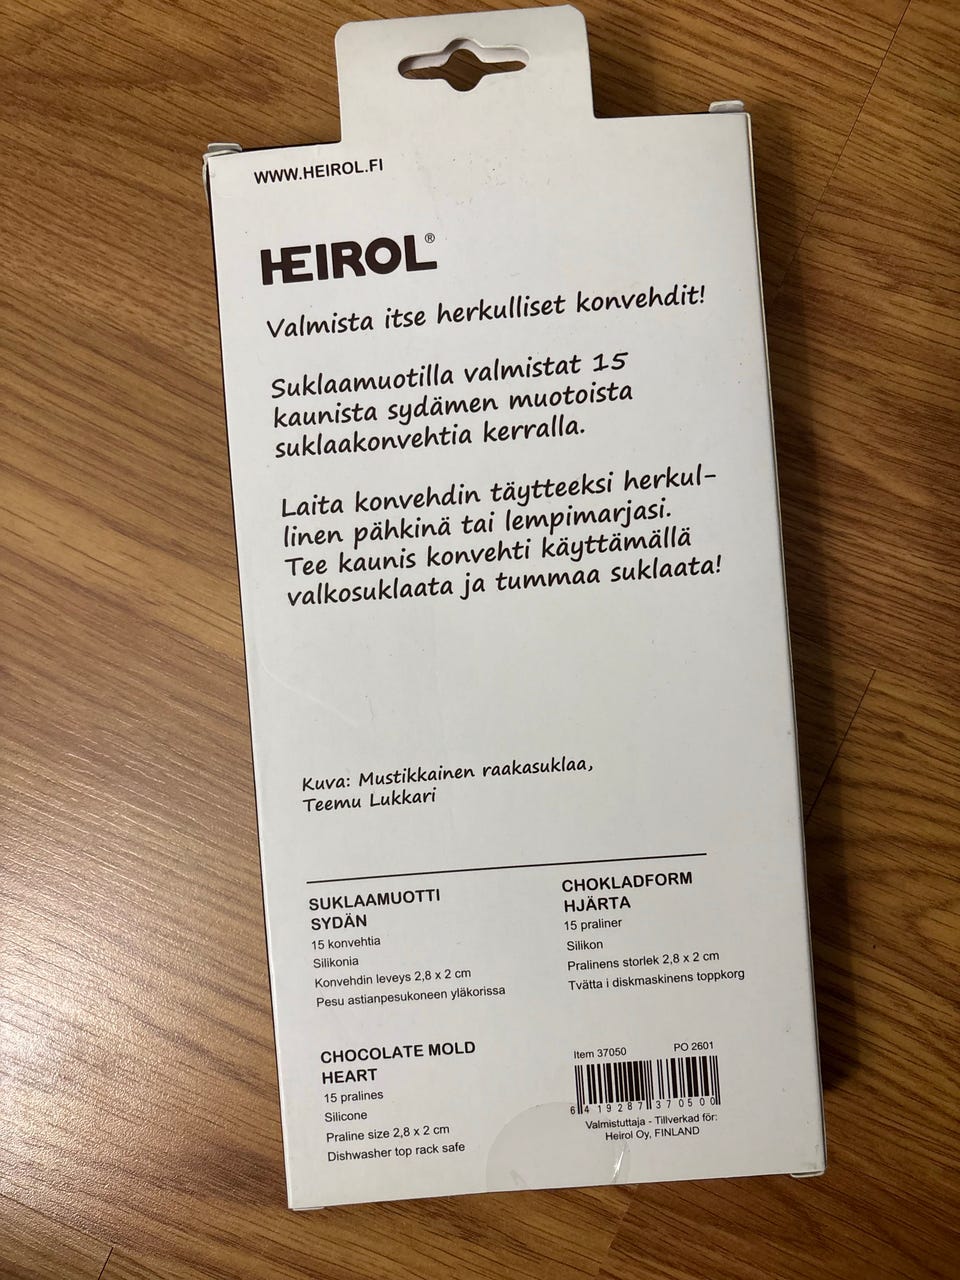 WWW.HEIROL.FI
HEIROL®
Valmista itse herkulliset konvehdit!
Suklaamuotilla valmistat 15
kaunista sydämen muotoista
suklaakonvehtia kerralla.
Laita konvehdin täytteeksi herkul-
linen pähkinä tai lempimarjasi.
Tee kaunis konvehti käyttämällä
valkosuklaata ja tummaa suklaata!
Kuva: Mustikkainen raakasuklaa,
Teemu Lukkari
SUKLAAMUOTTI
SYDÄN
15 konvehtia
Silikonia
Konvehdin leveys 2,8 x 2 cm
Pesu astianpesukoneen yläkorissa
CHOKLADFORM
HJÄRTA
15 praliner
Silikon
Pralinens storlek 2,8 x 2 cm
Tvätta i diskmaskinens toppkorg
CHOCOLATE MOLD
HEART
15 pralines
Silicone
Praline size 2,8 x 2 cm
Dishwasher top rack safe
Item 37050 PO 2601
6 419287 370500
Valmistuttaja - Tillverkad för:
Heirol Oy, FINLAND